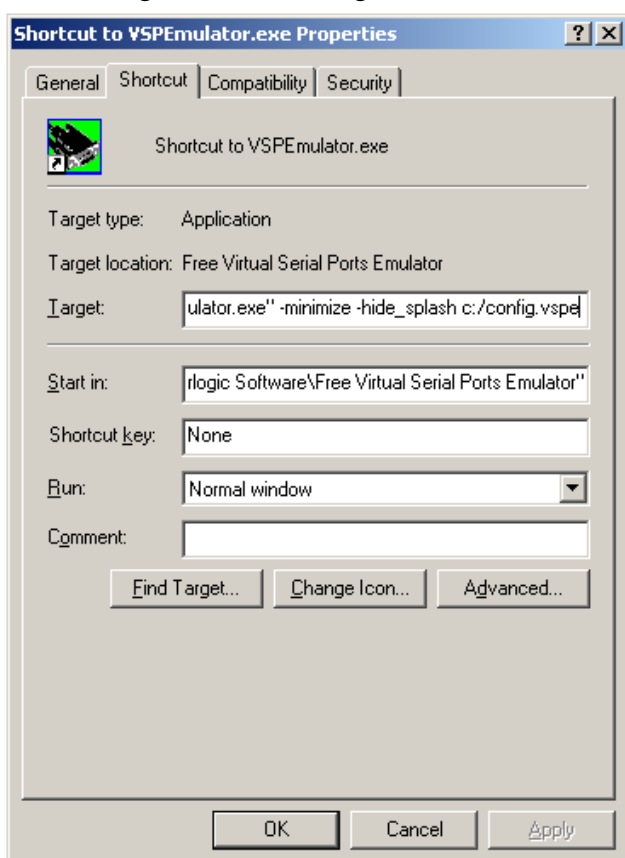 Shortcut to VSPEmulator.exe Properties
General Shortcut Compatibility Security
Shortcut to VSPEmulator.exe
Target type: Application
Target location: Free Virtual Serial Ports Emulator
Target: ulator.exe" -minimize -hide_splash c:/config.vspe
Start in: rlogic Software\Free Virtual Serial Ports Emulator"
Shortcut key: None
Run: Normal window
Comment:
Find Target... Change Icon... Advanced...
OK Cancel Apply